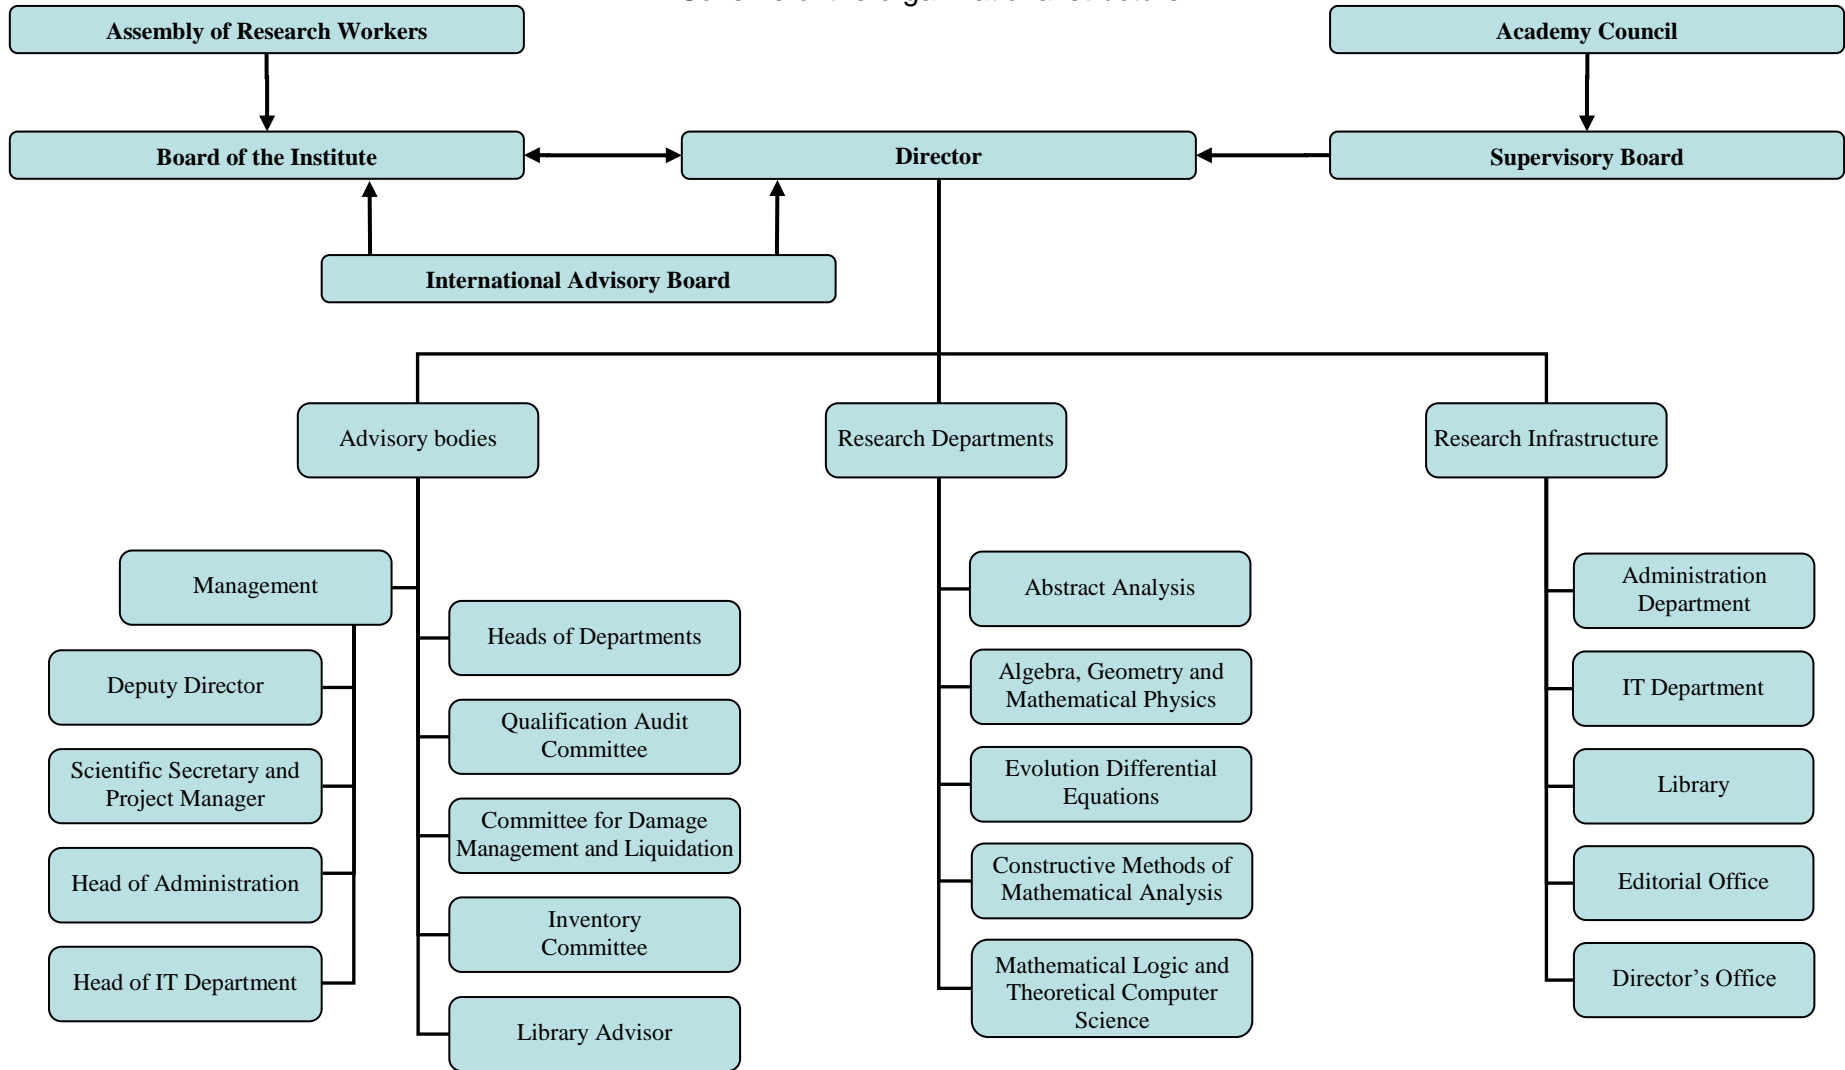 Assembly of Research Workers
Academy Council
Board of the Institute
Director
Supervisory Board
International Advisory Board
Advisory bodies
Research Departments
Research Infrastructure
Management
Deputy Director
Scientific Secretary and
Project Manager
Head of Administration
Head of IT Department
Heads of Departments
Qualification Audit
Committee
Committee for Damage
Management and Liquidation
Inventory
Committee
Library Advisor
Abstract Analysis
Algebra, Geometry and
Mathematical Physics
Evolution Differential
Equations
Constructive Methods of
Mathematical Analysis
Mathematical Logic and
Theoretical Computer
Science
Administration
Department
IT Department
Library
Editorial Office
Director’s Office